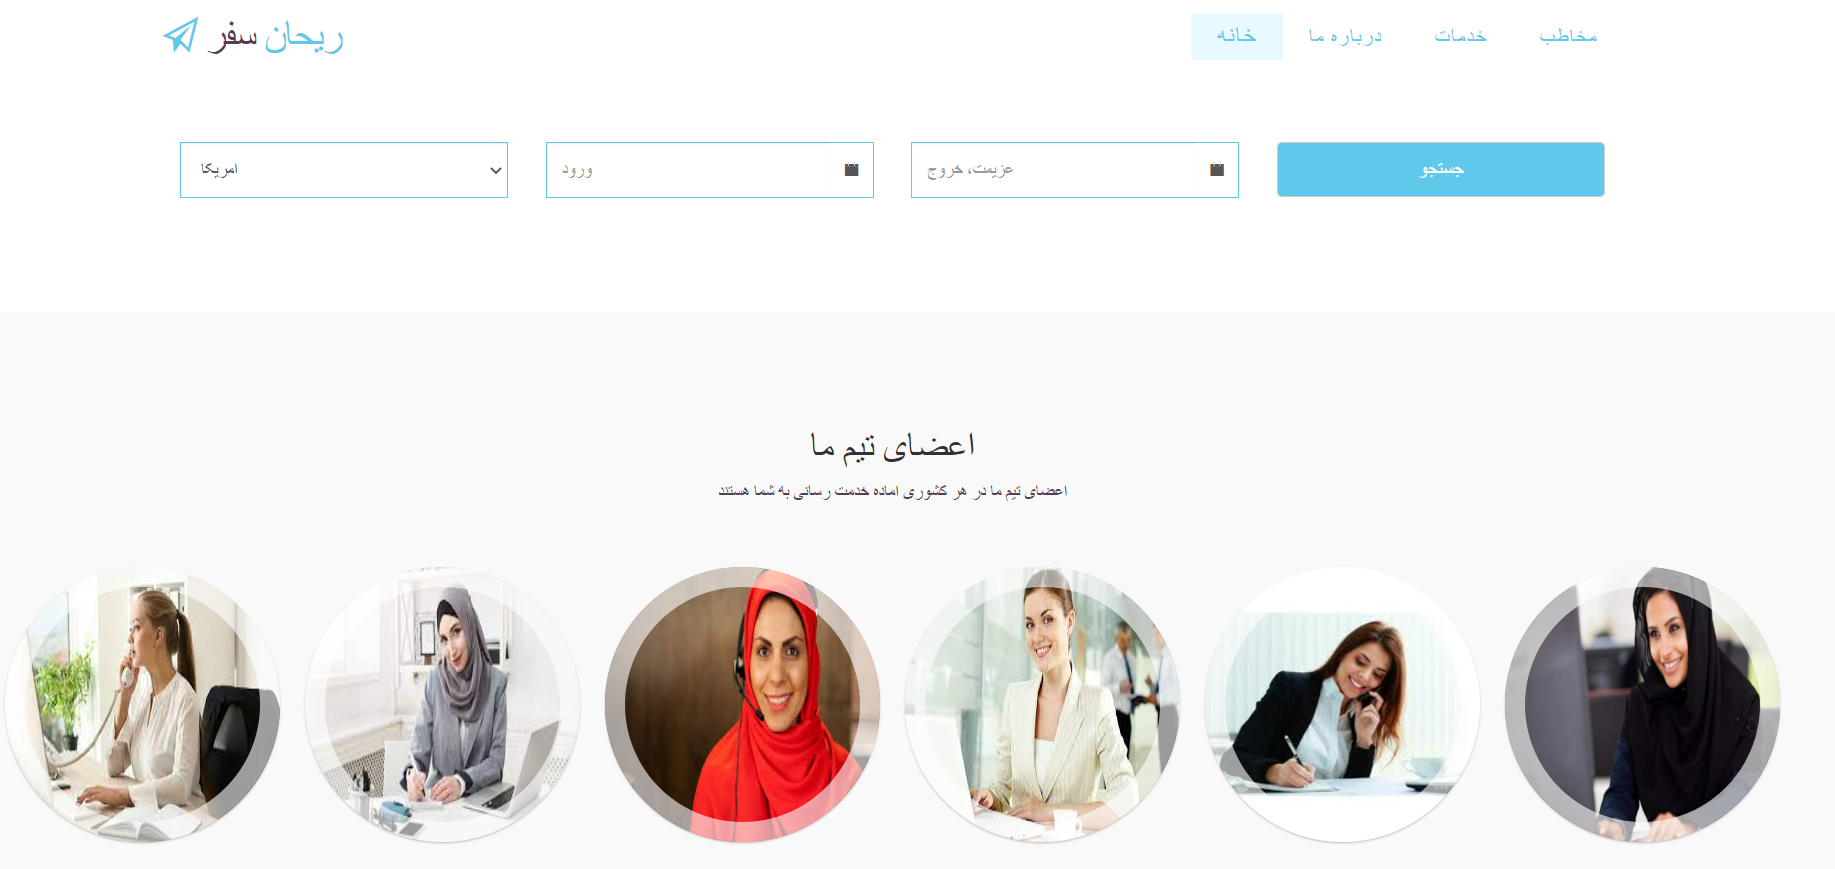 ریحان سفر
خانه
درباره ما
خدمات
مخاطب
امریکا
ورود
عزیمت، خروج
جستجو
اعضای تیم ما
اعضای تیم ما در هر کشوری اماده خدمت رسانی به شما هستند